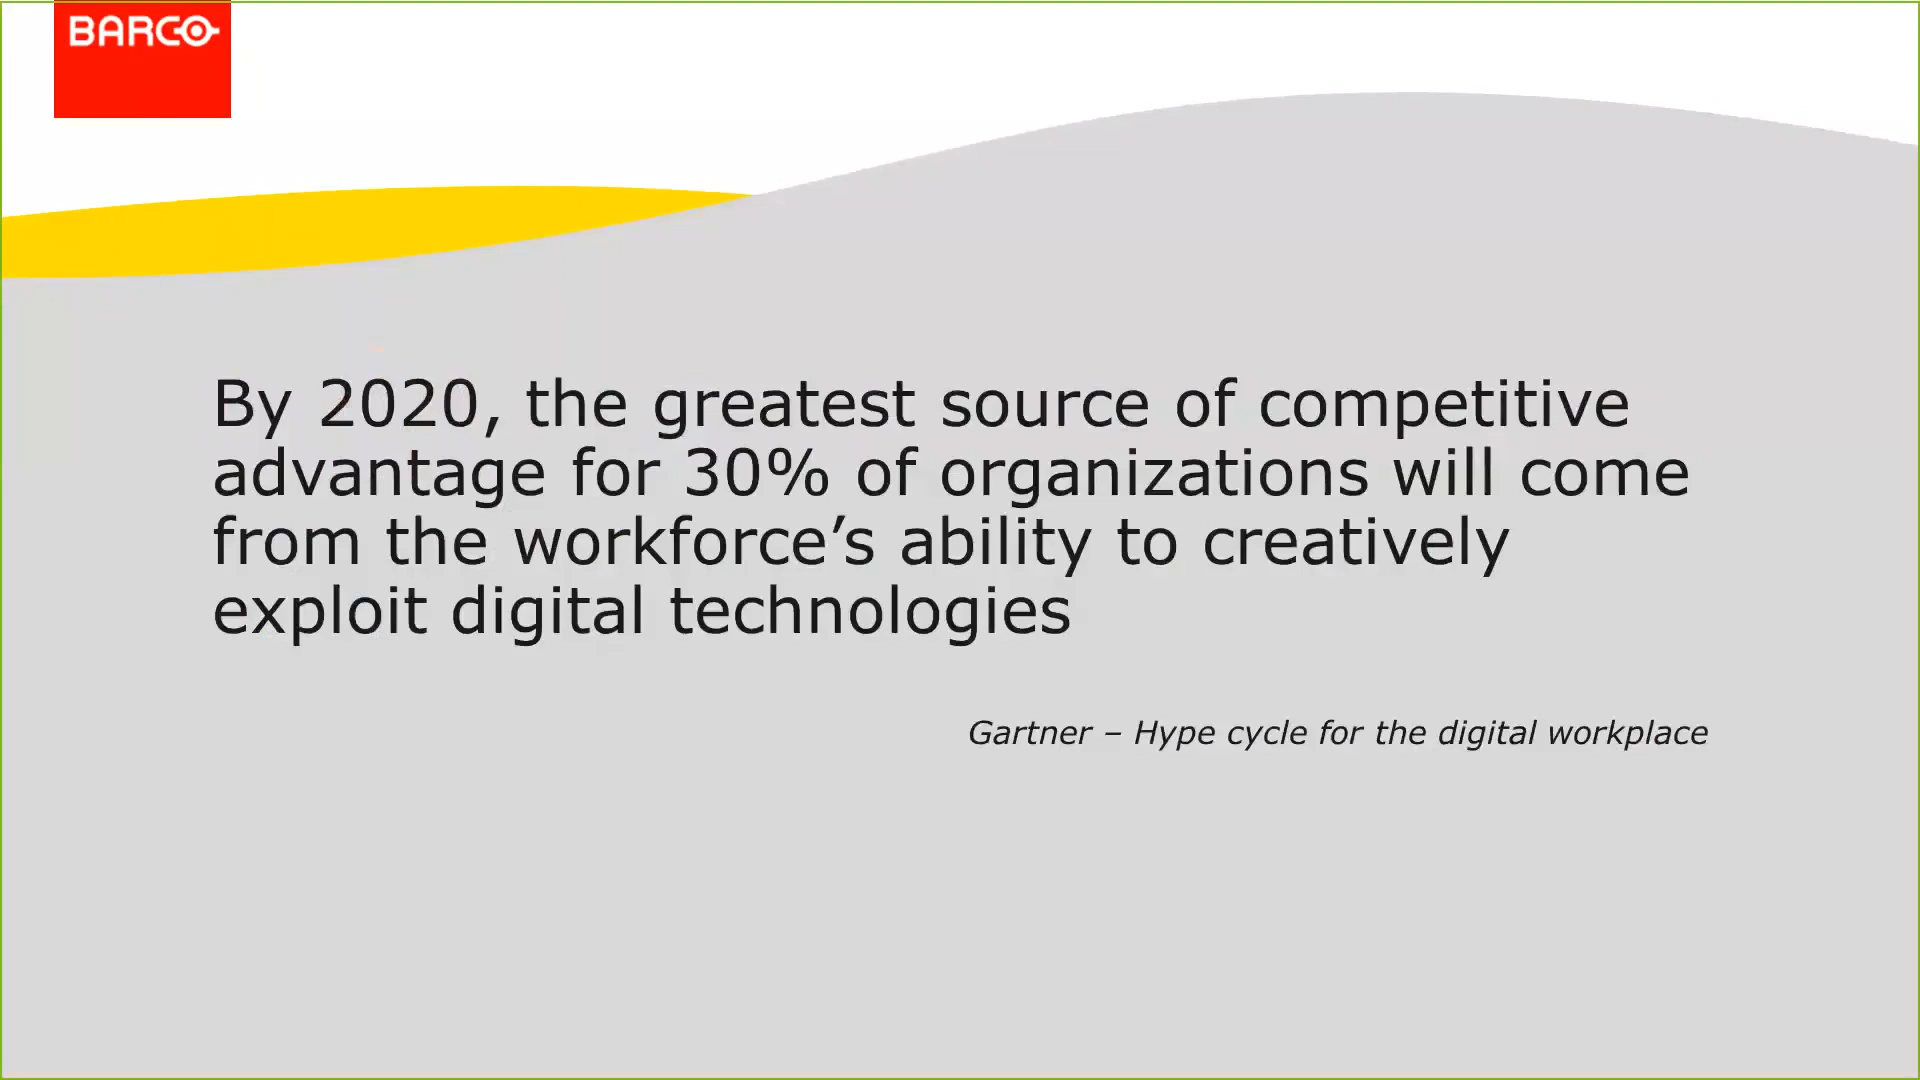 BARCO
By 2020, the greatest source of competitive
advantage for 30% of organizations will come
from the workforce’s ability to creatively
exploit digital technologies
Gartner – Hype cycle for the digital workplace